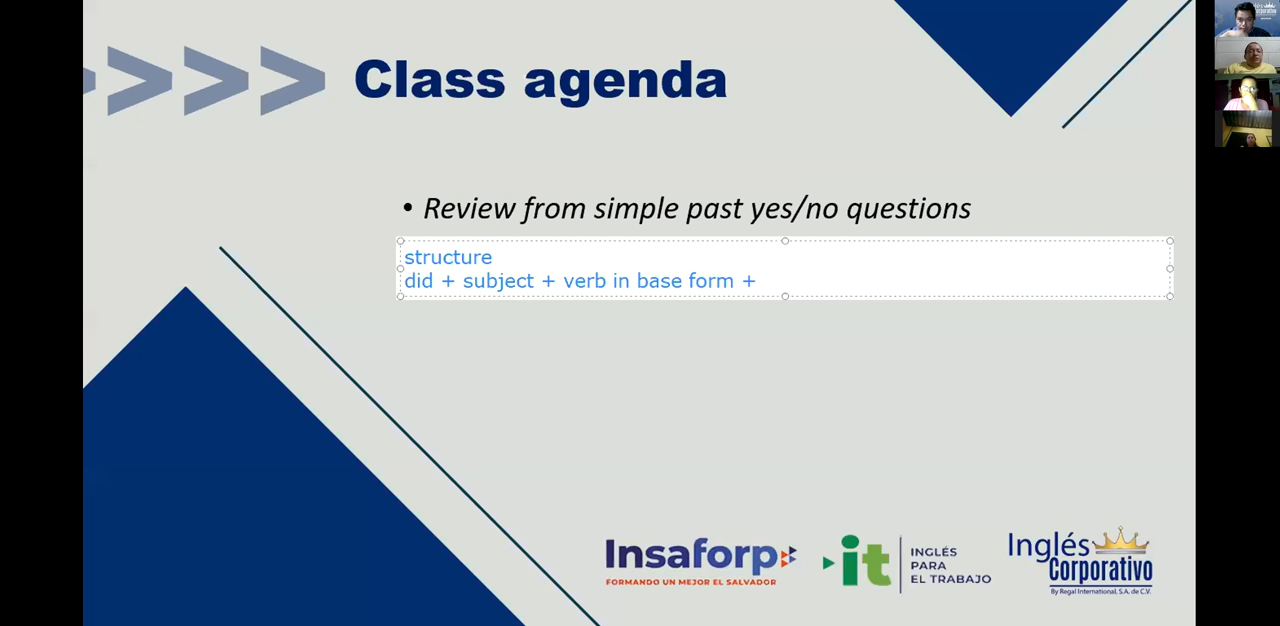 Class agenda
• Review from simple past yes/no questions
structure
did + subject + verb in base form +
Insaforp
FORMANDO UN MEJOR EL SALVADOR
it
INGLÉS
PARA
EL TRABAJO
Inglés
Corporativo
By Regal International, S.A. de C.V.